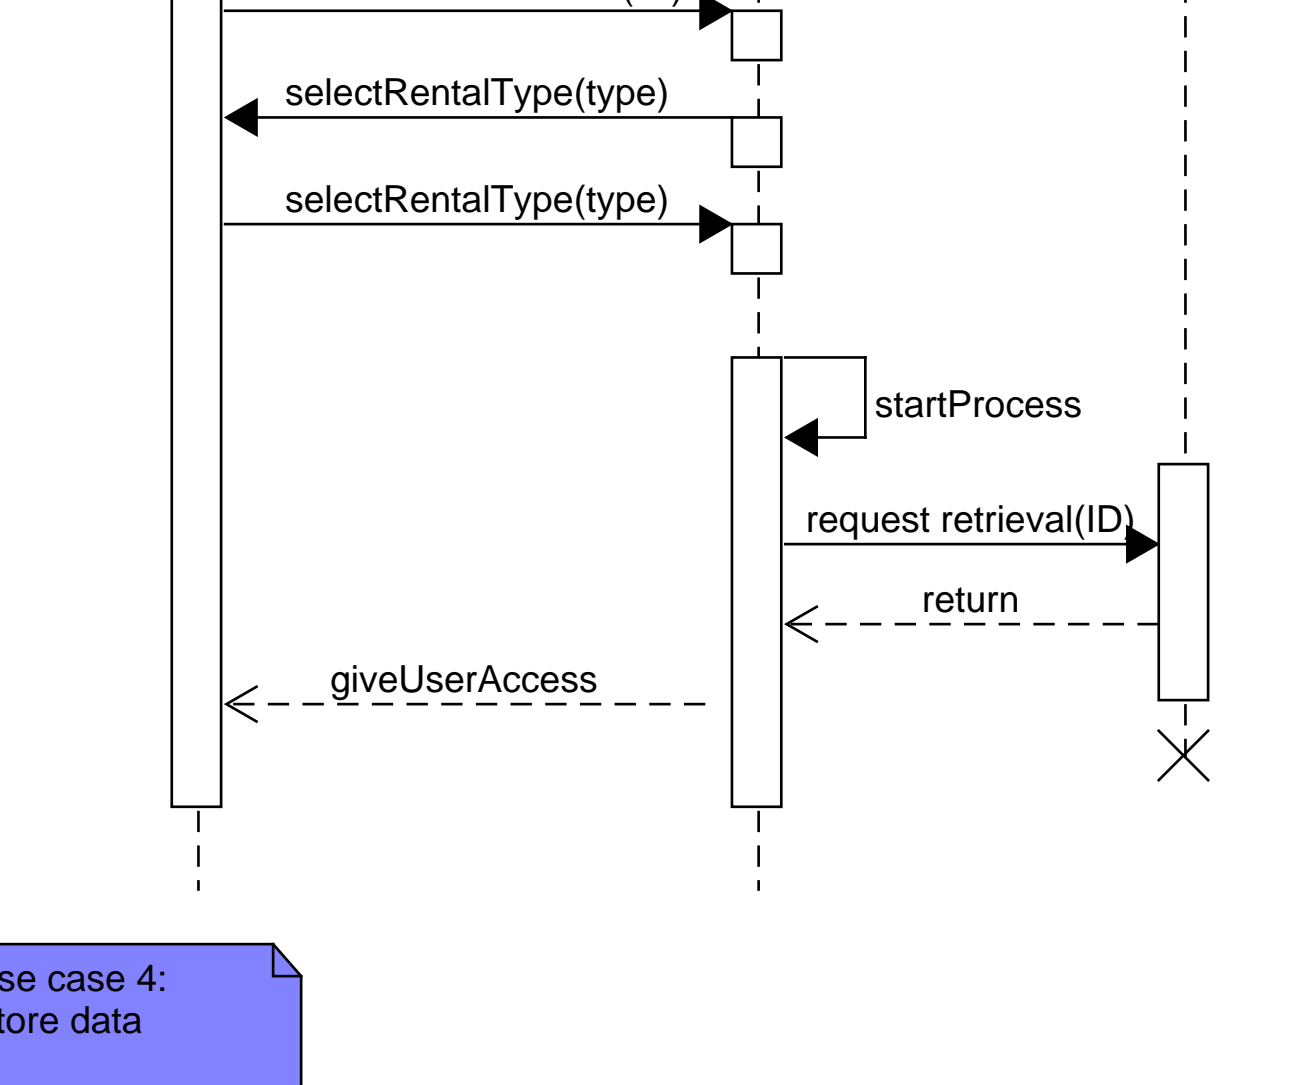 selectRentalType(type)
selectRentalType(type)
startProcess
request retrieval(ID)
return
giveUserAccess
se case 4:
tore data